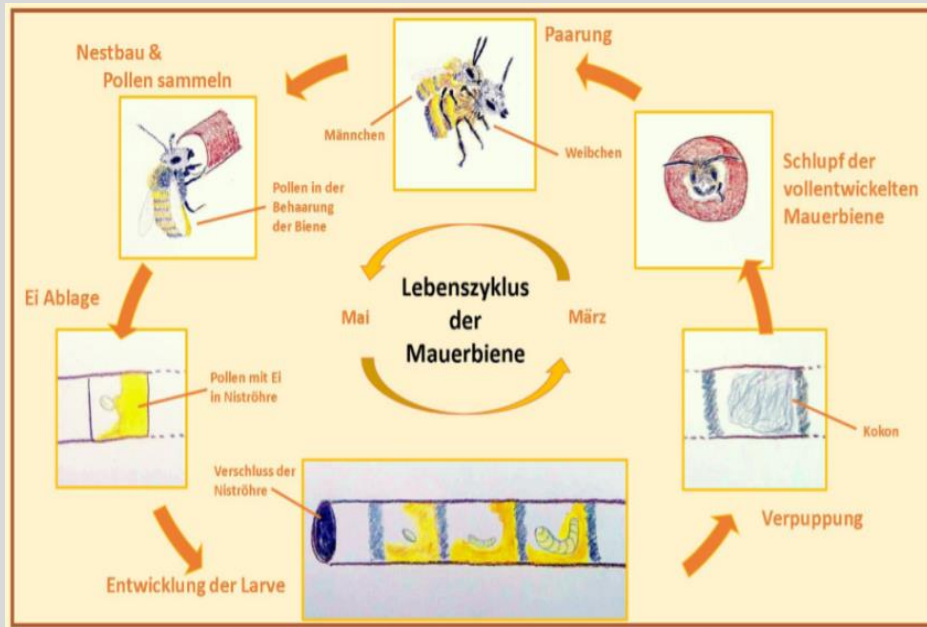 Paarung
Nestbau &
Pollen sammeln
Männchen
Weibchen
Pollen in der
Behaarung
der Biene
Schlupf der
vollentwickelten
Mauerbiene
Lebenszyklus
der
Mauerbiene
Mai
März
Ei Ablage
Pollen mit Ei
in Niströhre
Verschluss der
Niströhre
Entwicklung der Larve
Kokon
Verpuppung